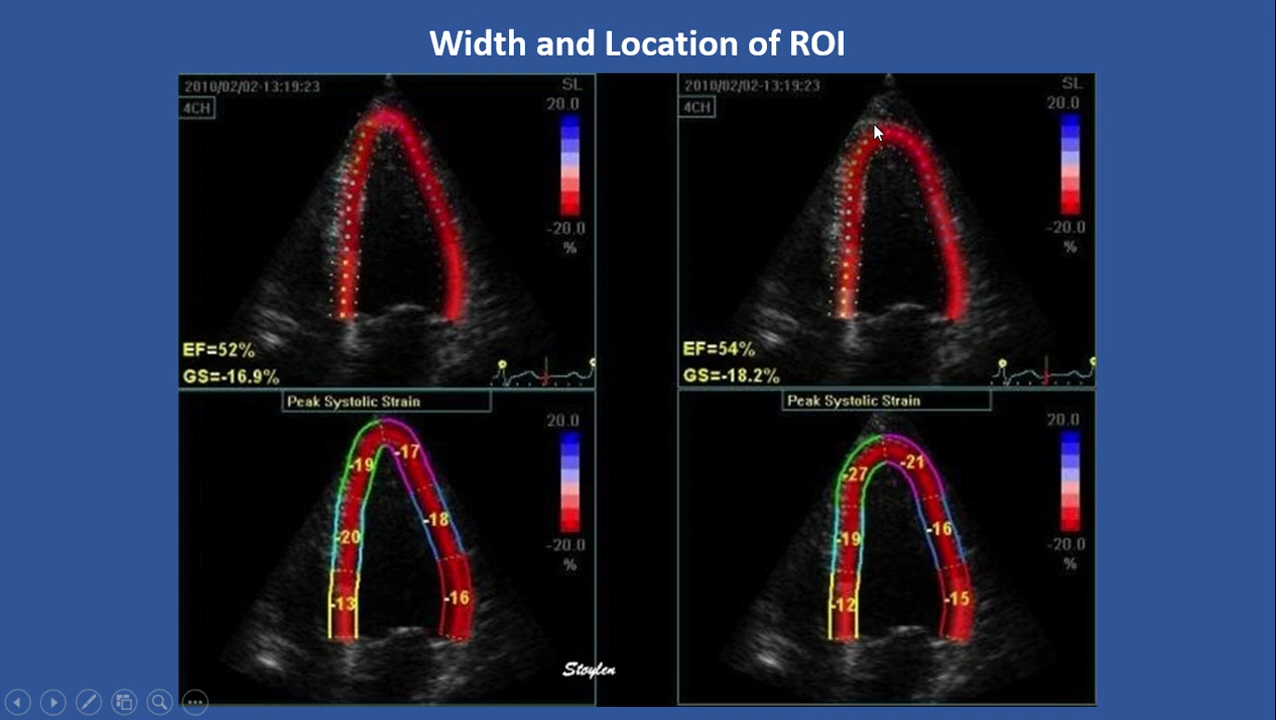 Width and Location of ROI
2010/02/02-13:19:23
SL
4CH
20.0
-20.0
%
EF=52%
GS=-16.9%
2010/02/02-13:19:23
SL
4CH
20.0
-20.0
%
EF=54%
GS=-18.2%
Peak Systolic Strain
20.0
-17
-19
-18
-20
-20.0
%
-16
-13
Stoylen
Peak Systolic Strain
20.0
-21
-27
-16
-19
-20.0
%
-15
-12